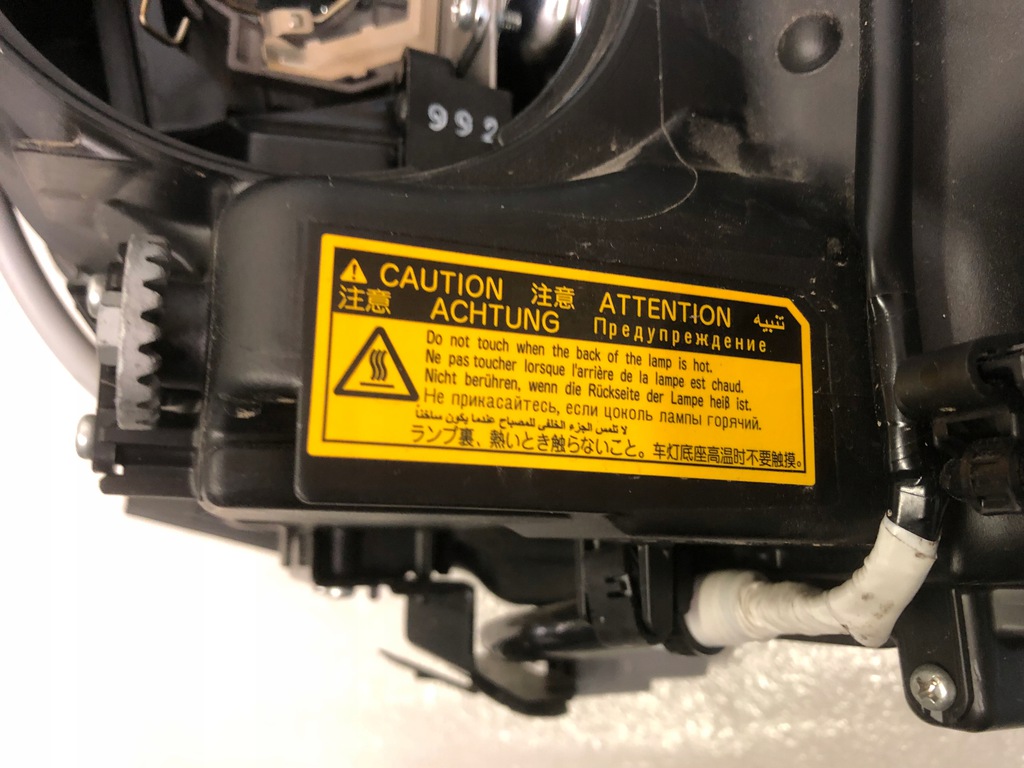 992
CAUTION 注意 ATTENTION تنبيه
注意 ACHTUNG Предупреждение
Do not touch when the back of the lamp is hot.
Ne pas toucher lorsque l'arrière de la lampe est chaud.
Nicht berühren, wenn die Rückseite der Lampe heiß ist.
Не прикасайтесь, если цоколь лампы горячий.
لا تلمس الجزء الخلفي للمصباح عندما يكون ساخناً
ランプ裏、熱いとき触らないこと。车灯底座高温时不要触摸。